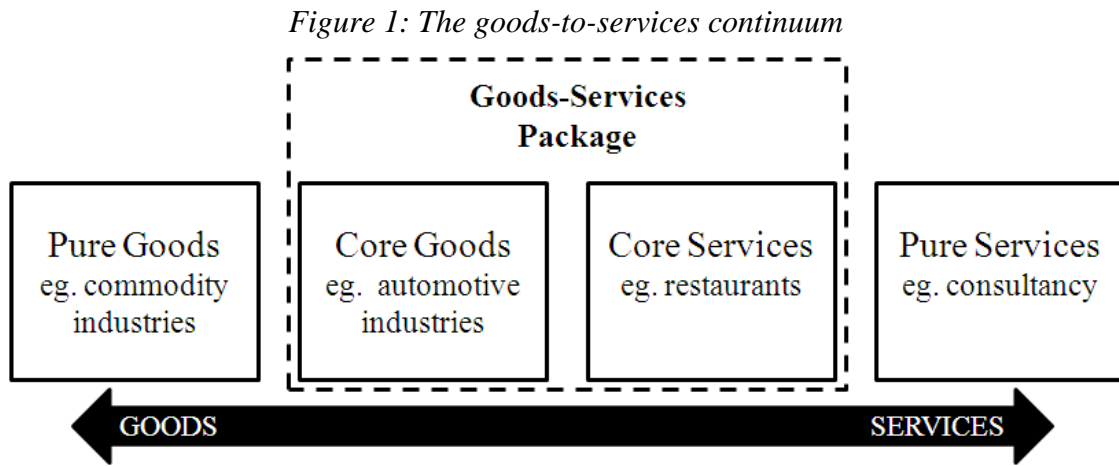 Figure 1: The goods-to-services continuum
Goods-Services
Package
Pure Goods
eg. commodity
industries
Core Goods
eg. automotive
industries
Core Services
eg. restaurants
Pure Services
eg. consultancy
GOODS
SERVICES